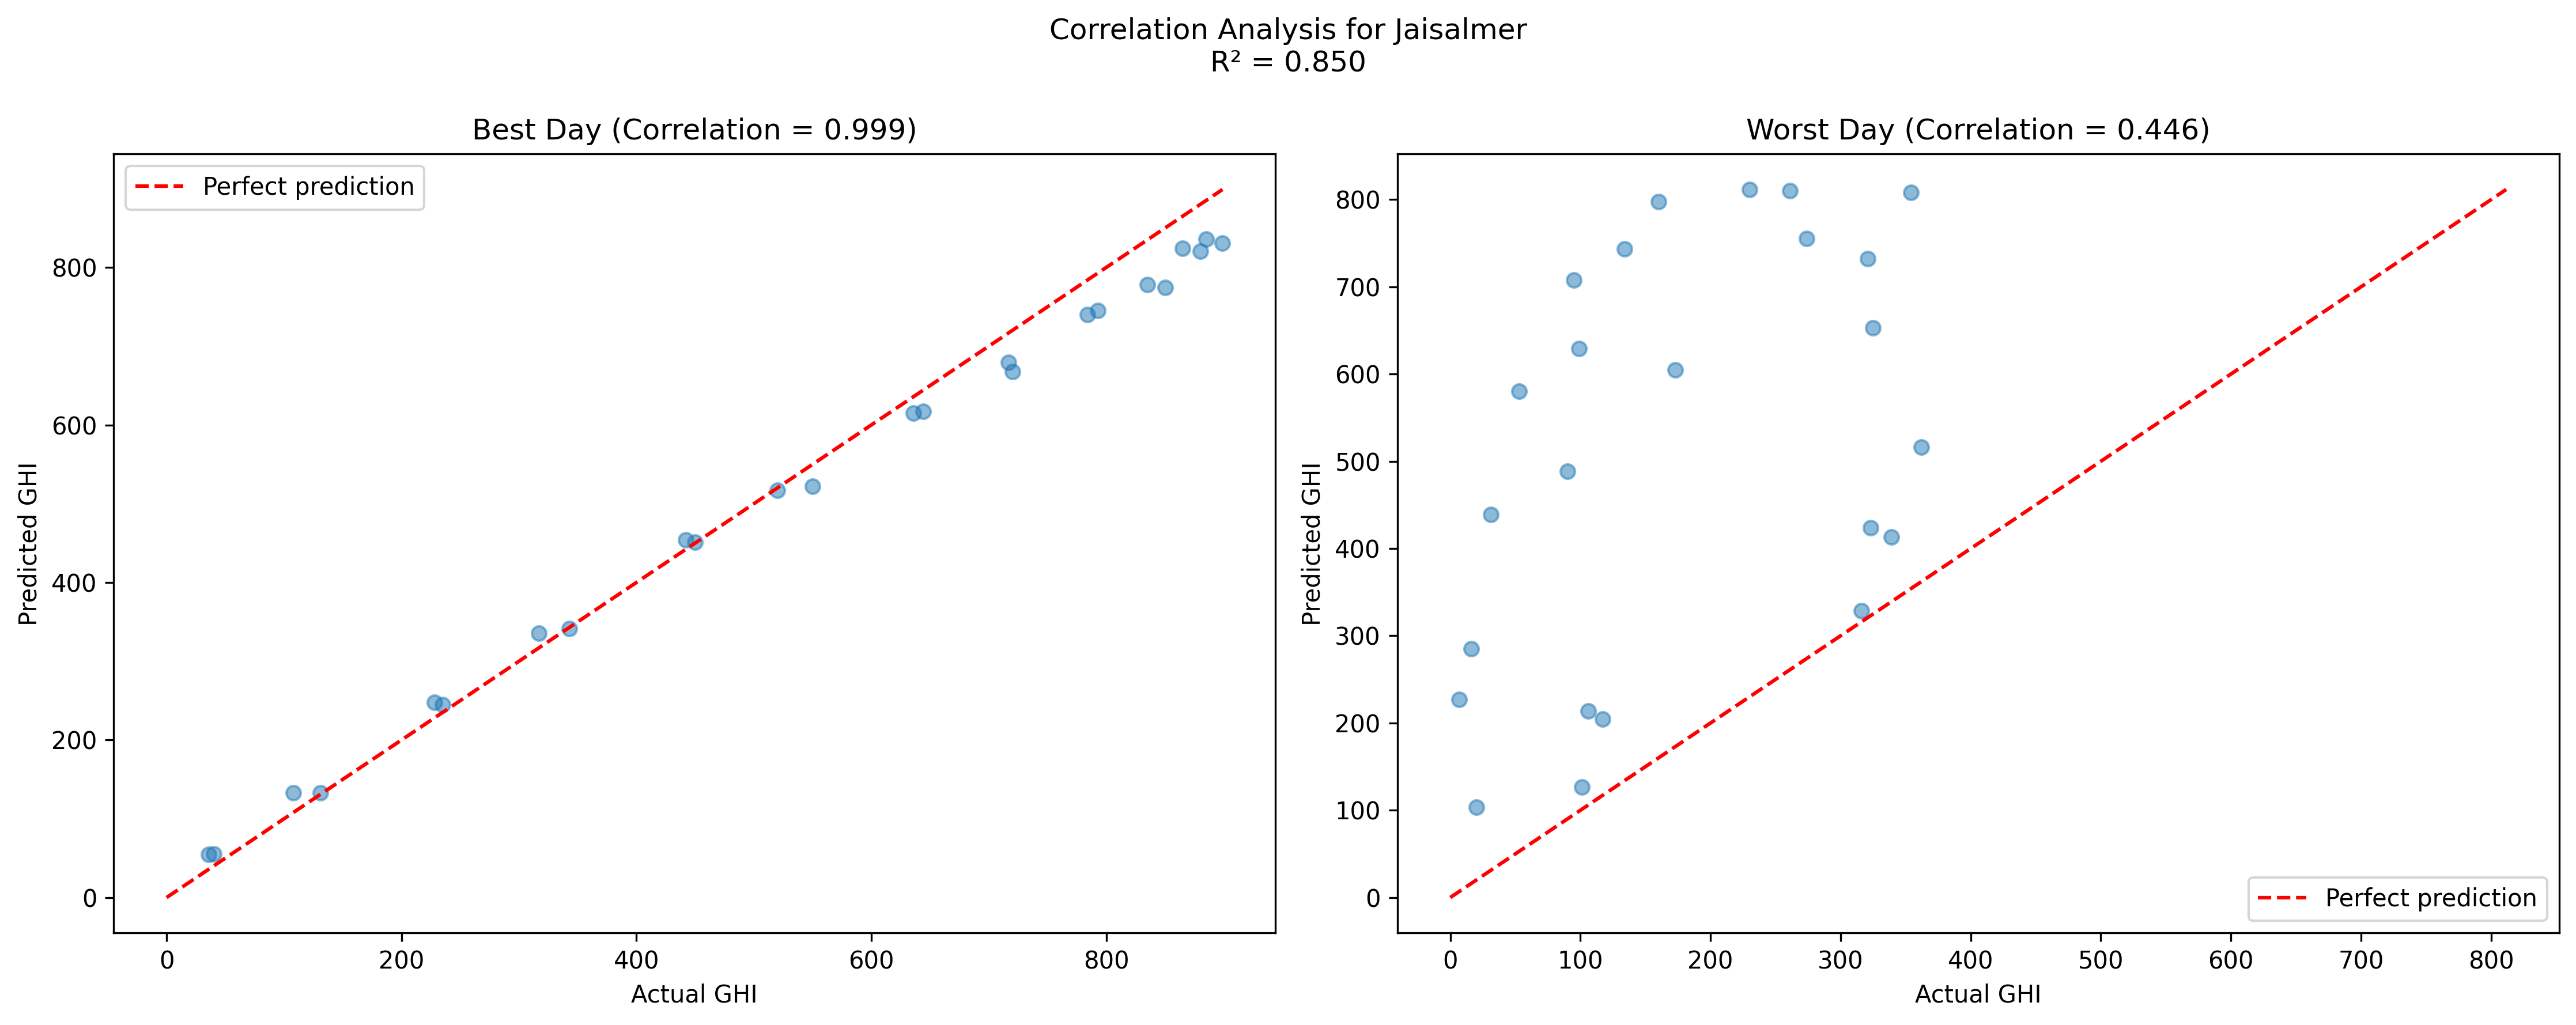 Correlation Analysis for Jaisalmer
R² = 0.850
Best Day (Correlation = 0.999)
Perfect prediction
800
600
400
200
0
Predicted GHI
0 200 400 600 800
Actual GHI
Worst Day (Correlation = 0.446)
800
700
600
500
400
300
200
100
0
Predicted GHI
Perfect prediction
0 100 200 300 400 500 600 700 800
Actual GHI